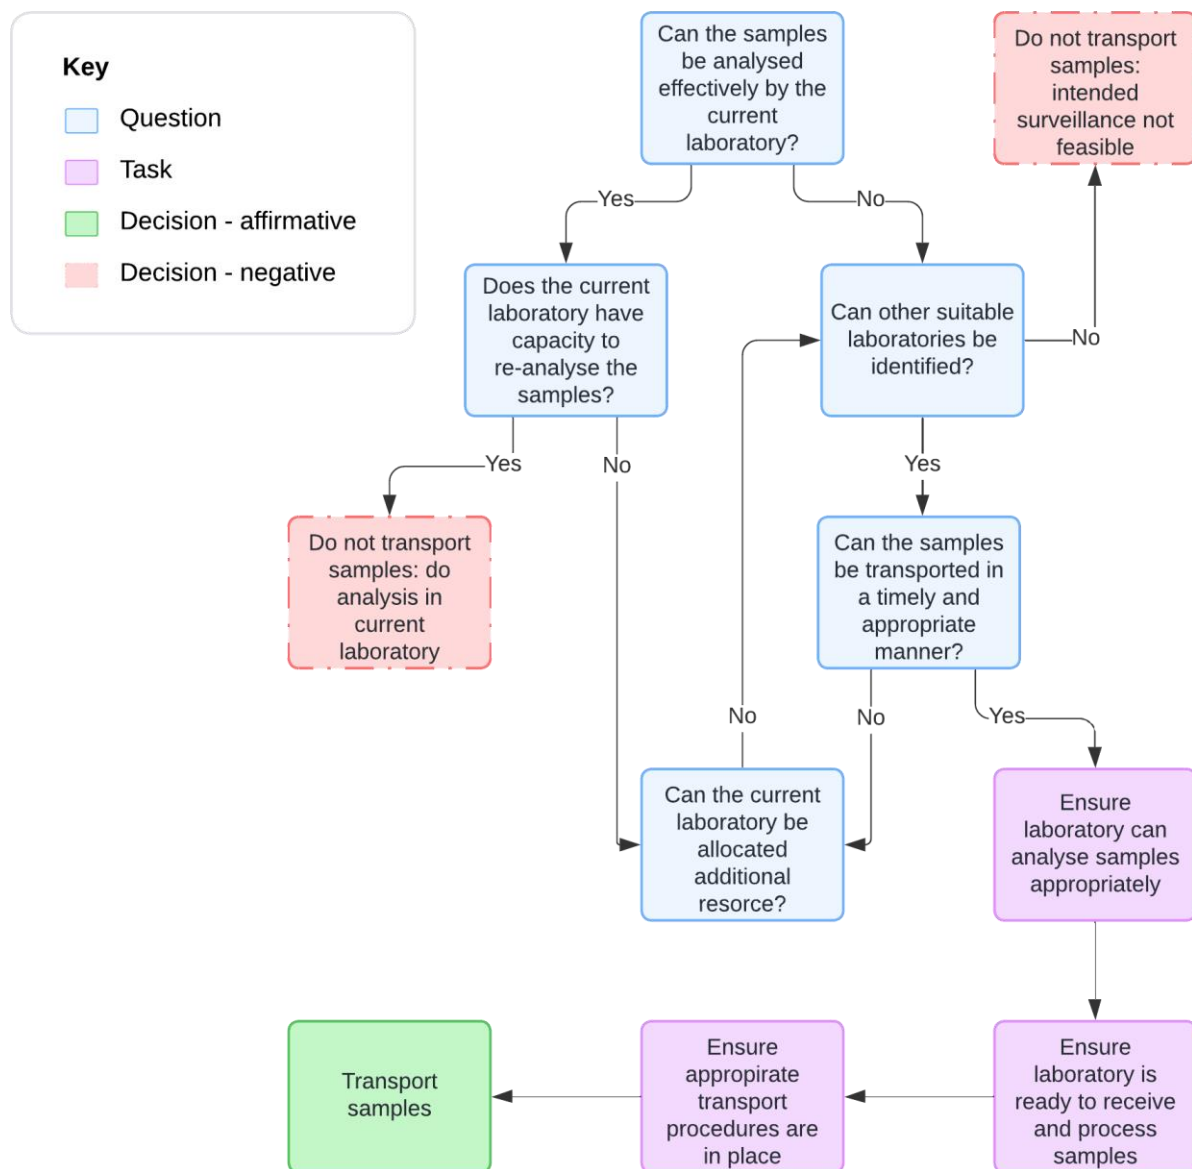 Key
Question
Task
Decision - affirmative
Decision - negative
Can the samples
be analysed
effectively by the
current
laboratory?
Do not transport
samples:
intended
surveillance not
feasible
Yes
No
Does the current
laboratory have
capacity to
re-analyse the
samples?
Can other suitable
laboratories be
identified?
No
Yes
No
Yes
Do not transport
samples: do
analysis in
current
laboratory
Can the samples
be transported in
a timely and
appropriate
manner?
No
No
Yes
Can the current
laboratory be
allocated
additional
resorce?
Ensure
laboratory can
analyse samples
appropriately
Transport
samples
Ensure
appropirate
transport
procedures are
in place
Ensure
laboratory is
ready to receive
and process
samples